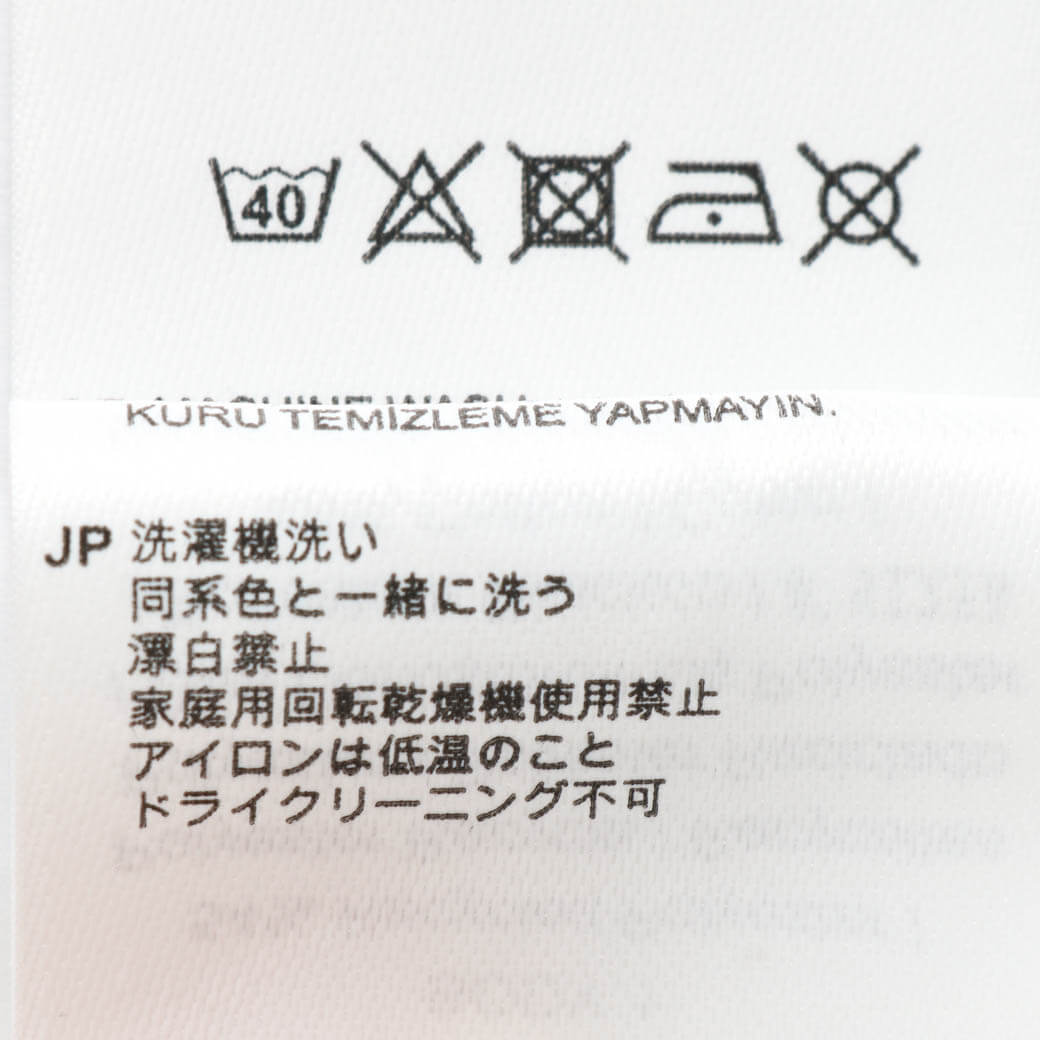 40
KURU TEMİZLEME YAPMAYIN.
JP 洗濯機洗い
同系色と一緒に洗う
漂白禁止
家庭用回転乾燥機使用禁止
アイロンは低温のこと
ドライクリーニング不可